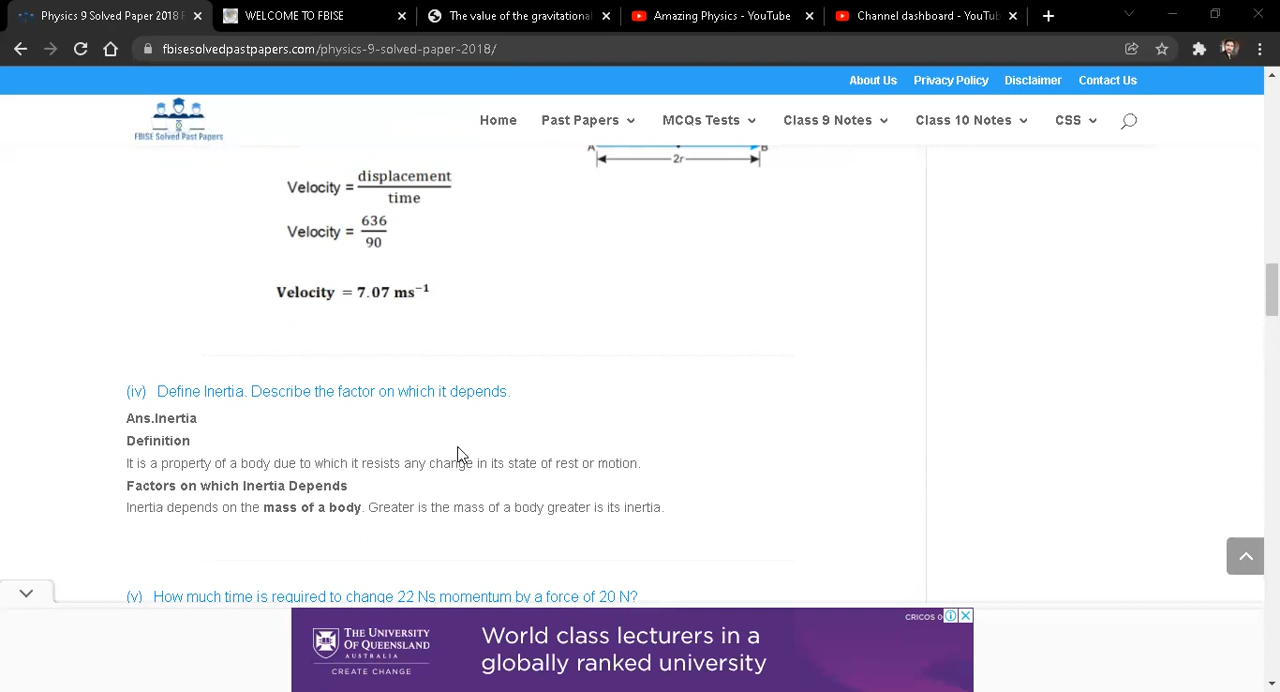 Physics 9 Solved Paper 2018 F
WELCOME TO FBISE
The value of the gravitational
Amazing Physics - YouTube
Channel dashboard - YouTub
fbisesolvedpastpapers.com/physics-9-solved-paper-2018/
About Us Privacy Policy Disclaimer Contact Us
FBISE Solved Past Papers
Home Past Papers MCQs Tests Class 9 Notes Class 10 Notes CSS
A 2r B
Velocity = displacement
time
Velocity = 636
90
Velocity = 7.07 ms⁻¹
(iv) Define Inertia. Describe the factor on which it depends.
Ans.Inertia
Definition
It is a property of a body due to which it resists any change in its state of rest or motion.
Factors on which Inertia Depends
Inertia depends on the mass of a body. Greater is the mass of a body greater is its inertia.
(v) How much time is required to change 22 Ns momentum by a force of 20 N?
CRICOS 0
THE UNIVERSITY
OF QUEENSLAND
AUSTRALIA
CREATE CHANGE
World class lecturers in a
globally ranked university